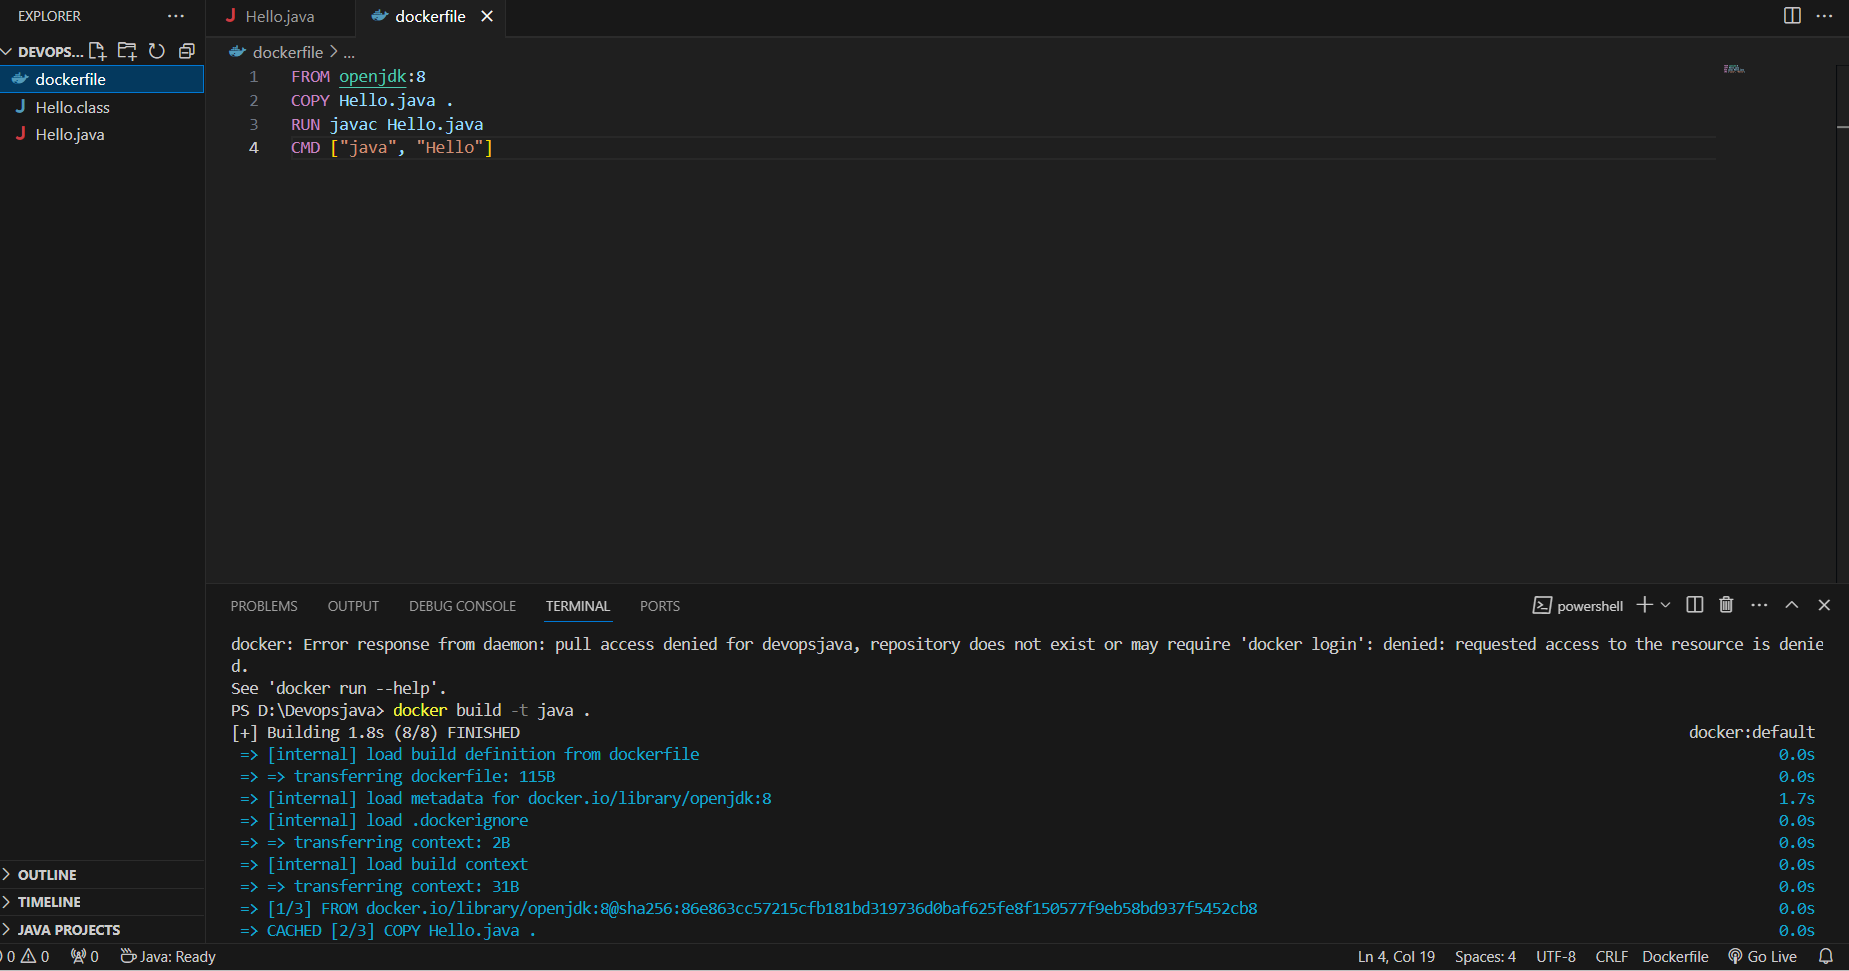 EXPLORER
Hello.java
dockerfile
DEVOPS...
dockerfile
Hello.class
Hello.java
dockerfile > ...
1 FROM openjdk:8
2 COPY Hello.java .
3 RUN javac Hello.java
4 CMD ["java", "Hello"]
PROBLEMS OUTPUT DEBUG CONSOLE TERMINAL PORTS
powershell
docker: Error response from daemon: pull access denied for devopsjava, repository does not exist or may require 'docker login': denied: requested access to the resource is denie
d.
See 'docker run --help'.
PS D:\Devopsjava> docker build -t java .
[+] Building 1.8s (8/8) FINISHED docker:default
=> [internal] load build definition from dockerfile 0.0s
=> => transferring dockerfile: 115B 0.0s
=> [internal] load metadata for docker.io/library/openjdk:8 1.7s
=> [internal] load .dockerignore 0.0s
=> => transferring context: 2B 0.0s
=> [internal] load build context 0.0s
=> => transferring context: 31B 0.0s
=> [1/3] FROM docker.io/library/openjdk:8@sha256:86e863cc57215cfb181bd319736d0baf625fe8f150577f9eb58bd937f5452cb8 0.0s
=> CACHED [2/3] COPY Hello.java . 0.0s
OUTLINE
TIMELINE
JAVA PROJECTS
0 0 0 Java: Ready
Ln 4, Col 19 Spaces: 4 UTF-8 CRLF Dockerfile Go Live